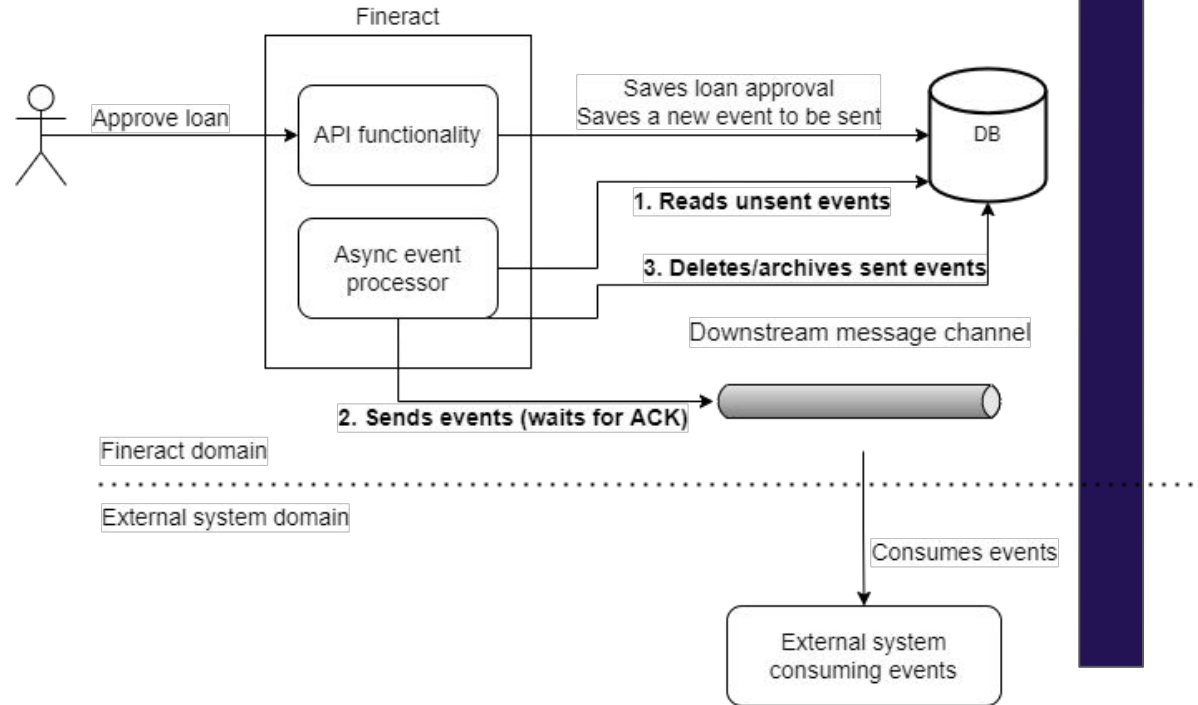 Fineract
Approve loan
API functionality
Saves loan approval
Saves a new event to be sent
DB
1. Reads unsent events
Async event
processor
3. Deletes/archives sent events
Downstream message channel
2. Sends events (waits for ACK)
Fineract domain
External system domain
Consumes events
External system
consuming events